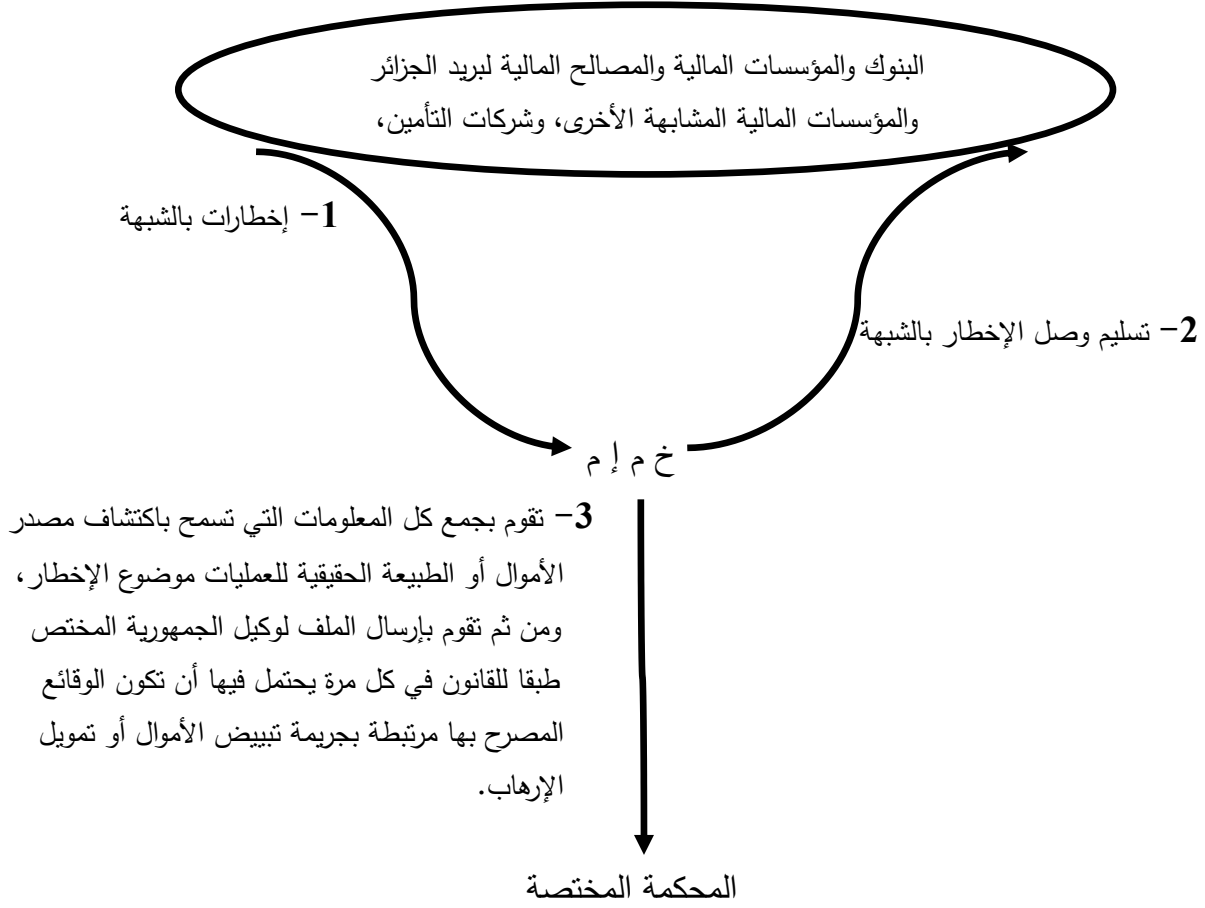 البنوك والمؤسسات المالية والمصالح المالية لبريد الجزائر
والمؤسسات المالية المشابهة الأخرى، وشركات التأمين،
1- إخطارات بالشبهة
2- تسليم وصل الإخطار بالشبهة
خ م إ م
3- تقوم بجمع كل المعلومات التي تسمح باكتشاف مصدر
الأموال أو الطبيعة الحقيقية للعمليات موضوع الإخطار،
ومن ثم تقوم بإرسال الملف لوكيل الجمهورية المختص
طبقا للقانون في كل مرة يحتمل فيها أن تكون الوقائع
المصرح بها مرتبطة بجريمة تبييض الأموال أو تمويل
الإرهاب.
المحكمة المختصة